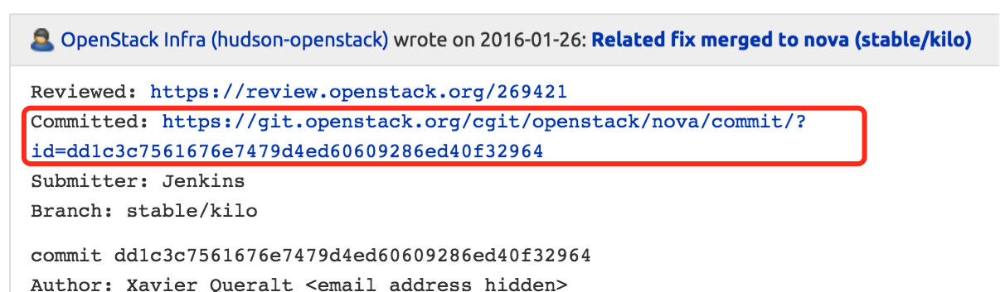 OpenStack Infra (hudson-openstack) wrote on 2016-01-26: Related fix merged to nova (stable/kilo)
Reviewed: https://review.openstack.org/269421
Committed: https://git.openstack.org/cgit/openstack/nova/commit/?
id=dd1c3c7561676e7479d4ed60609286ed40f32964
Submitter: Jenkins
Branch: stable/kilo
commit dd1c3c7561676e7479d4ed60609286ed40f32964
Author: Xavier Queralt <email address hidden>